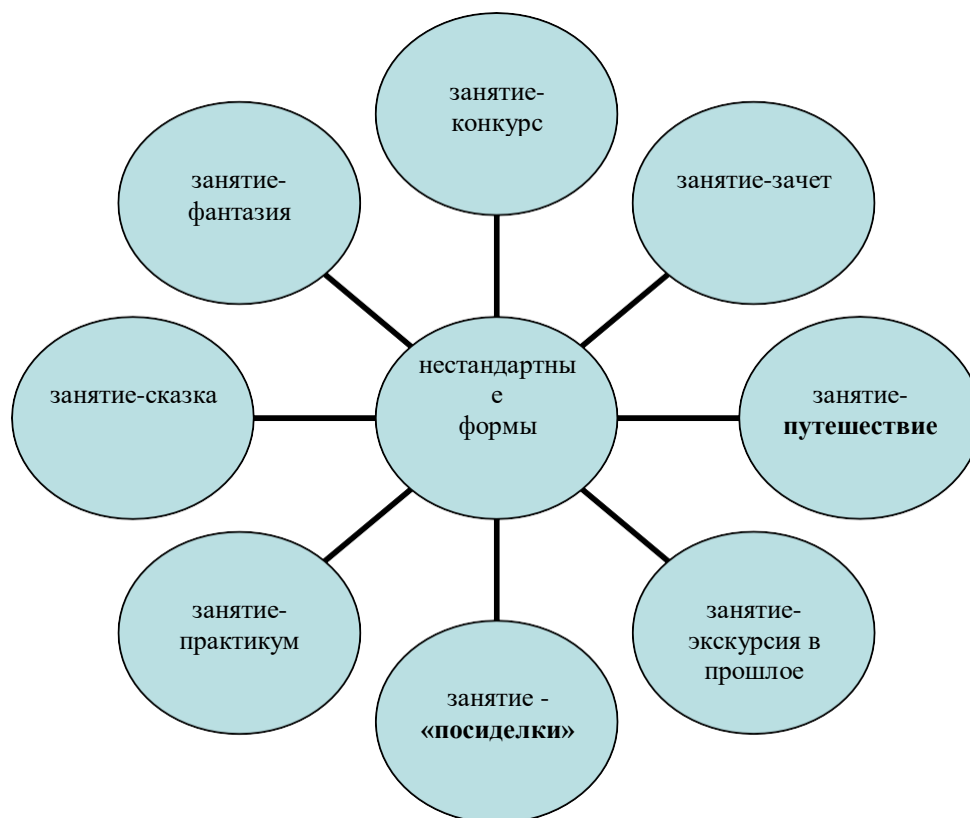 занятие-
конкурс
занятие-
фантазия
занятие-зачет
занятие-сказка
нестандартны
е
формы
занятие-
путешествие
занятие-
практикум
занятие-
экскурсия в
прошлое
занятие -
«посиделки»